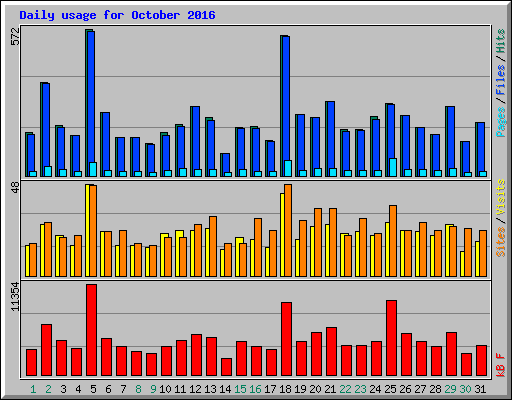 Daily usage for October 2016
572
Pages / Files / Hits
48
Sites / Visits
11354
kB F
1 2 3 4 5 6 7 8 9 10 11 12 13 14 15 16 17 18 19 20 21 22 23 24 25 26 27 28 29 30 31